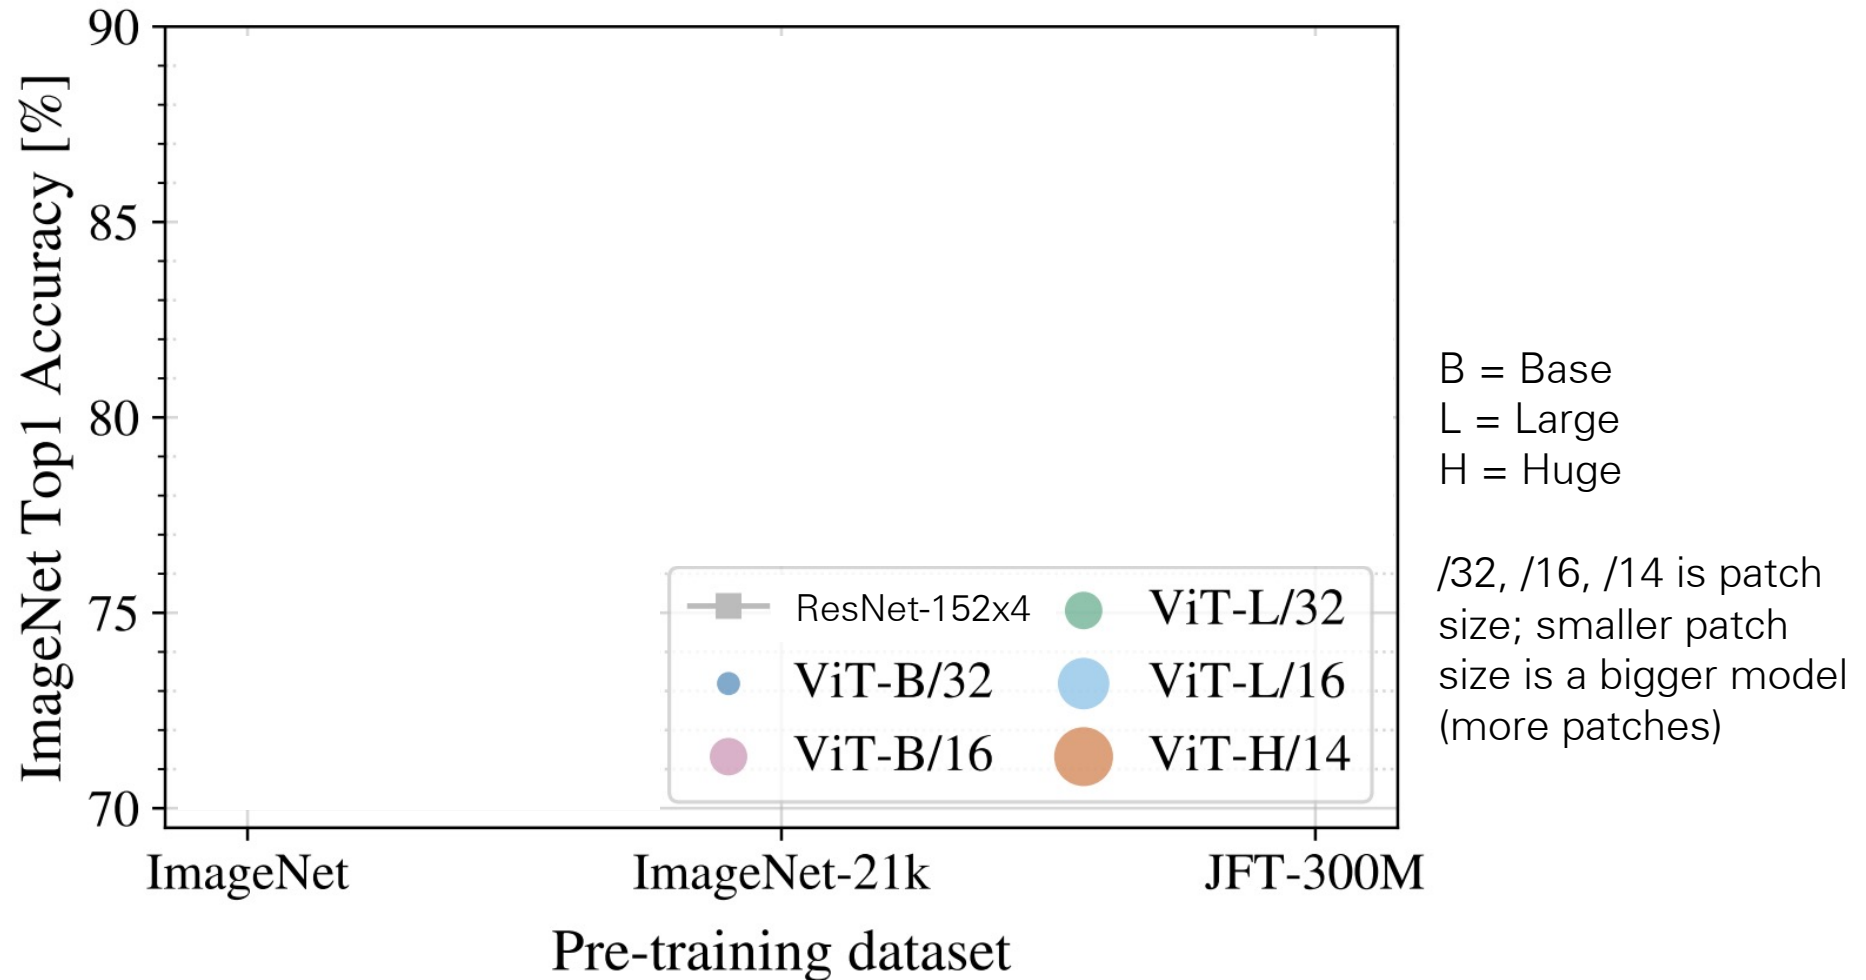 ImageNet Top1 Accuracy [%]
90
85
80
75
70
ResNet-152x4
ViT-B/32
ViT-B/16
ViT-L/32
ViT-L/16
ViT-H/14
ImageNet
ImageNet-21k
JFT-300M
Pre-training dataset
B = Base
L = Large
H = Huge
/32, /16, /14 is patch
size; smaller patch
size is a bigger model
(more patches)